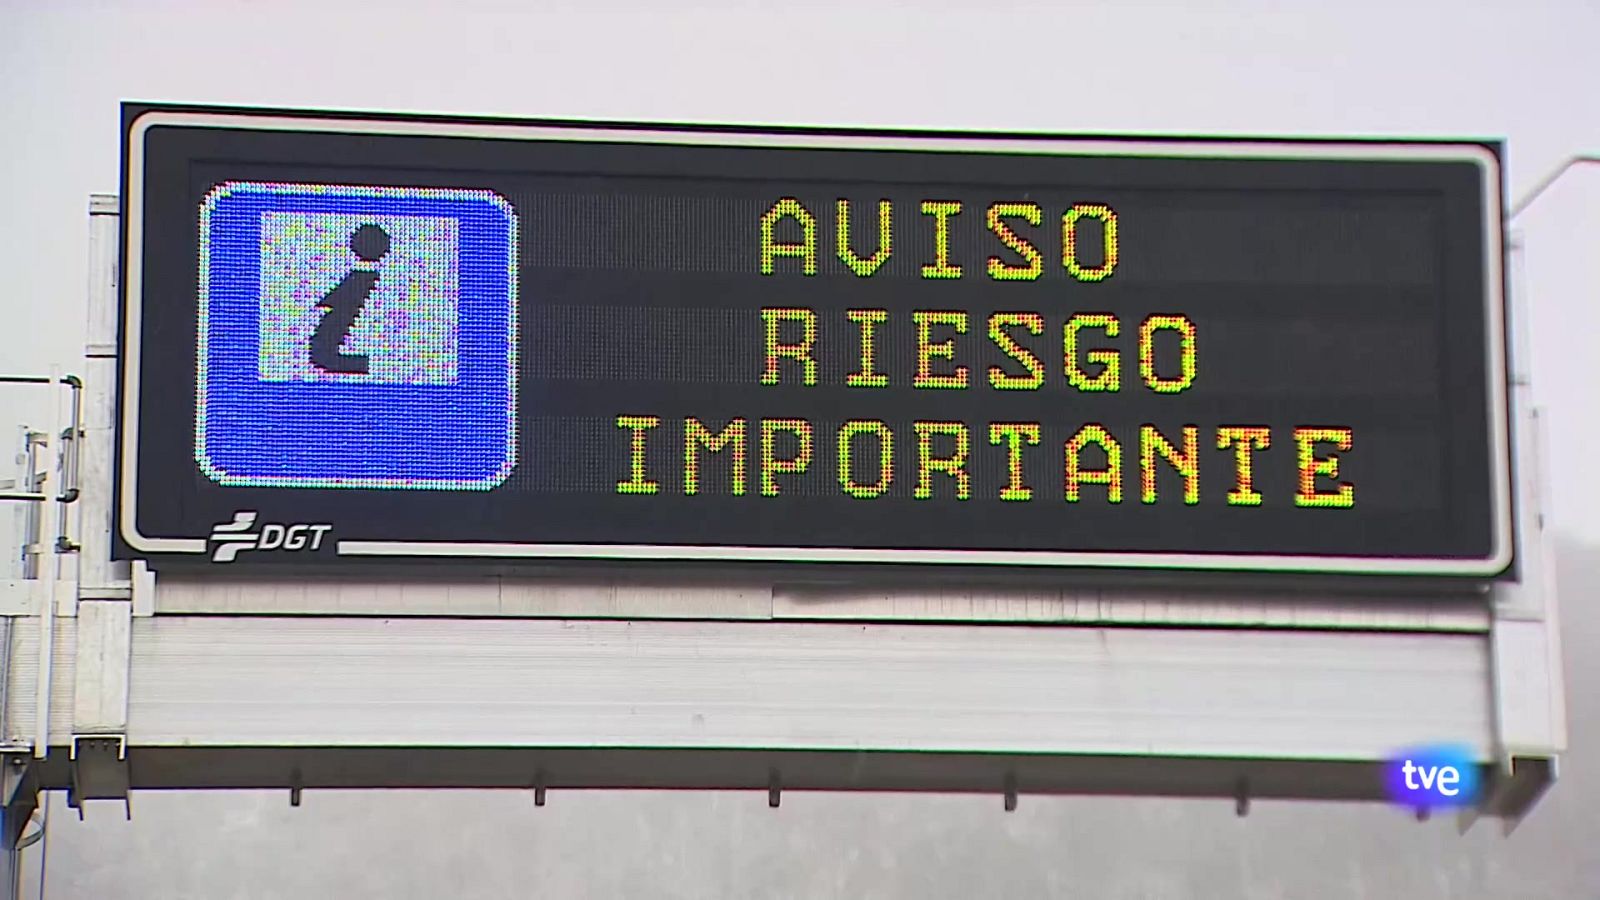 AVISO
RIESGO
IMPORTANTE
i
DGT
tve